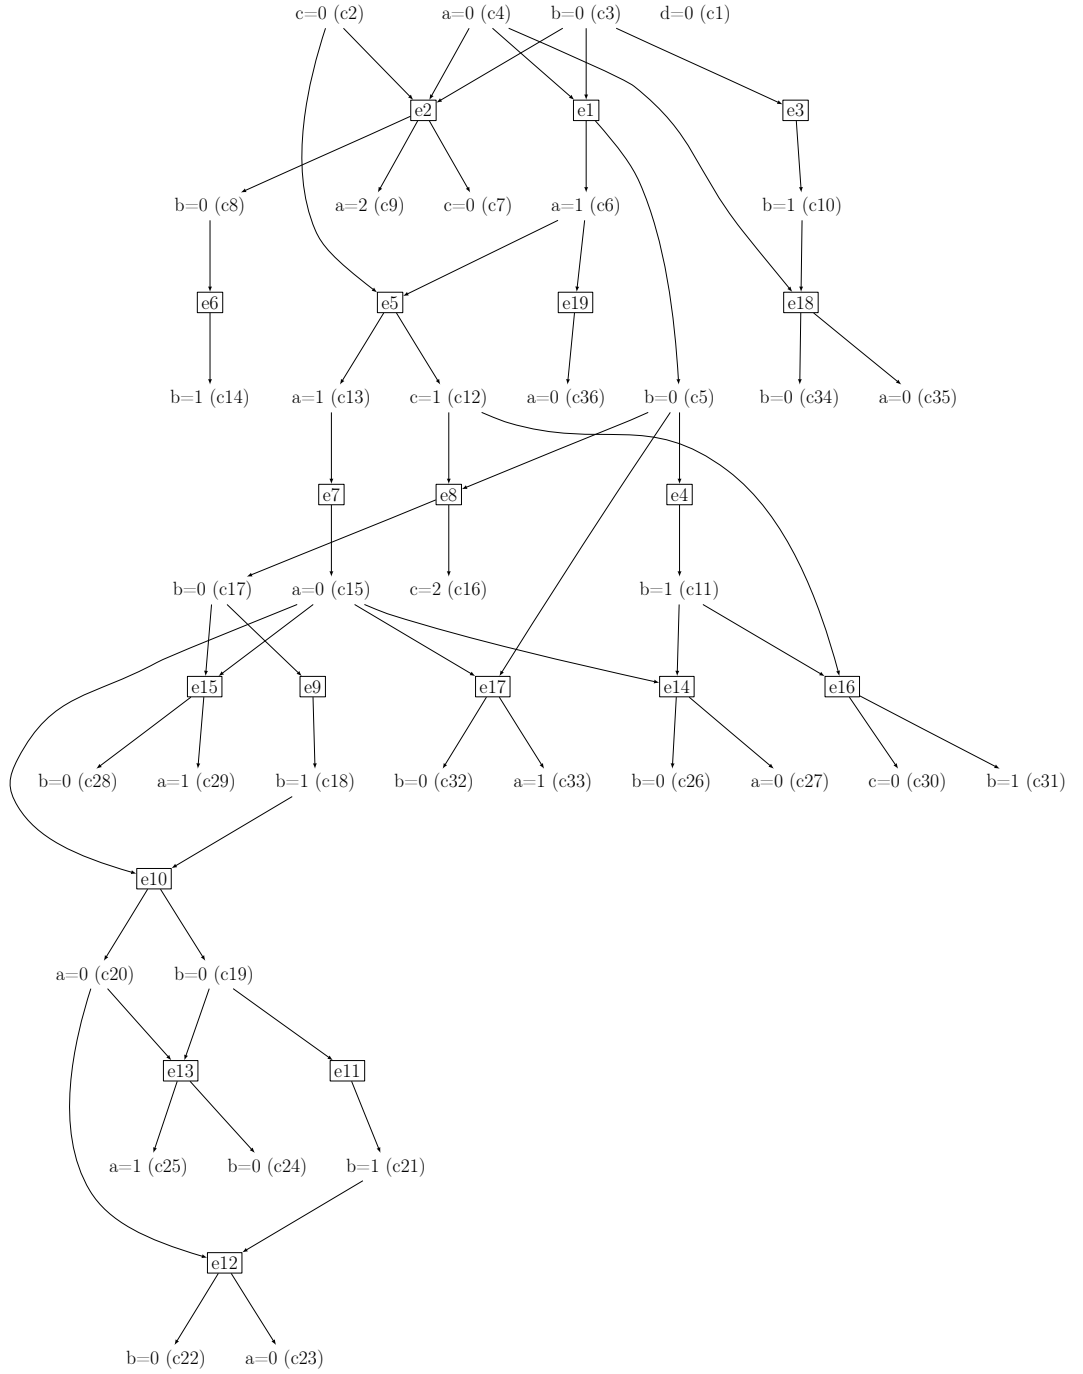 c=0 (c2) a=0 (c4) b=0 (c3) d=0 (c1)
e2 e1 e3
b=0 (c8) a=2 (c9) c=0 (c7) a=1 (c6) b=1 (c10)
e6 e5 e19 e18
b=1 (c14) a=1 (c13) c=1 (c12) a=0 (c36) b=0 (c5) b=0 (c34) a=0 (c35)
e7 e8 e4
b=0 (c17) a=0 (c15) c=2 (c16) b=1 (c11)
e15 e9 e17 e14 e16
b=0 (c28) a=1 (c29) b=1 (c18) b=0 (c32) a=1 (c33) b=0 (c26) a=0 (c27) c=0 (c30) b=1 (c31)
e10
a=0 (c20) b=0 (c19)
e13 e11
a=1 (c25) b=0 (c24) b=1 (c21)
e12
b=0 (c22) a=0 (c23)